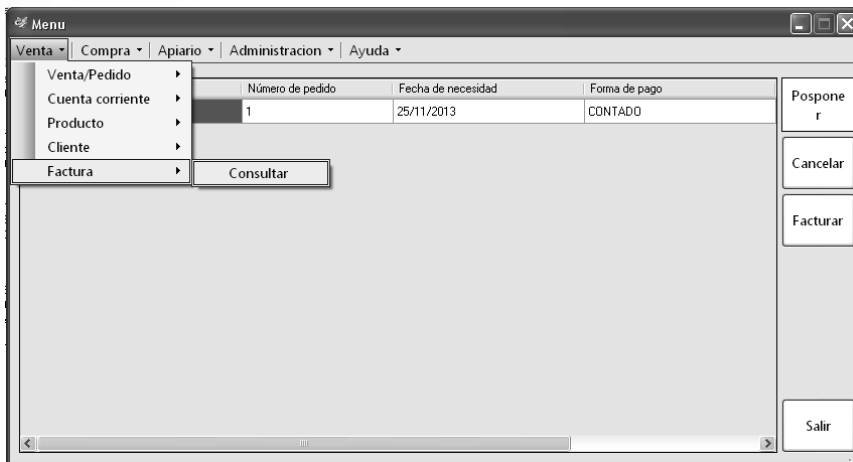 Menu
Venta Compra Apiario Administracion Ayuda
Venta/Pedido
Cuenta corriente
Producto
Cliente
Factura
Consultar
Número de pedido Fecha de necesidad Forma de pago
1 25/11/2013 CONTADO
Pospone
r
Cancelar
Facturar
Salir